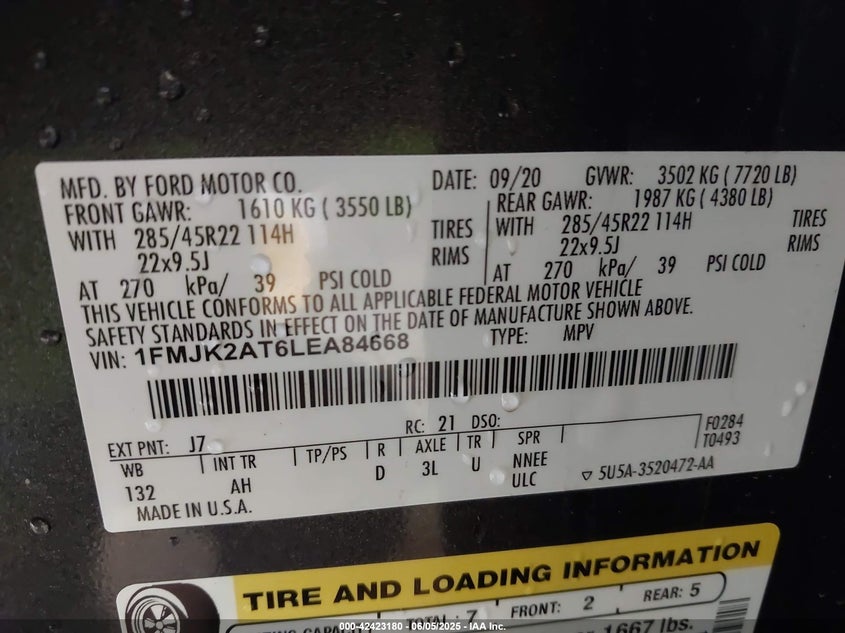 MFD. BY FORD MOTOR CO. DATE: 09/20 GVWR: 3502 KG ( 7720 LB)
FRONT GAWR: 1610 KG ( 3550 LB) REAR GAWR: 1987 KG ( 4380 LB)
WITH 285/45R22 114H TIRES WITH 285/45R22 114H TIRES
22x9.5J RIMS 22x9.5J RIMS
AT 270 kPa/ 39 PSI COLD AT 270 kPa/ 39 PSI COLD
THIS VEHICLE CONFORMS TO ALL APPLICABLE FEDERAL MOTOR VEHICLE
SAFETY STANDARDS IN EFFECT ON THE DATE OF MANUFACTURE SHOWN ABOVE.
VIN: 1FMJK2AT6LEA84668 TYPE: MPV
EXT PNT: J7 RC: 21 DSO: F0284
WB INT TR TP/PS R AXLE TR SPR T0493
132 AH D 3L U NNEE
ULC 5U5A-3520472-AA
MADE IN U.S.A.
TIRE AND LOADING INFORMATION
TOTAL : 7 FRONT: 2 REAR: 5
1667 lbs.
000-42423180 - 06/05/2025 - IAA Inc.